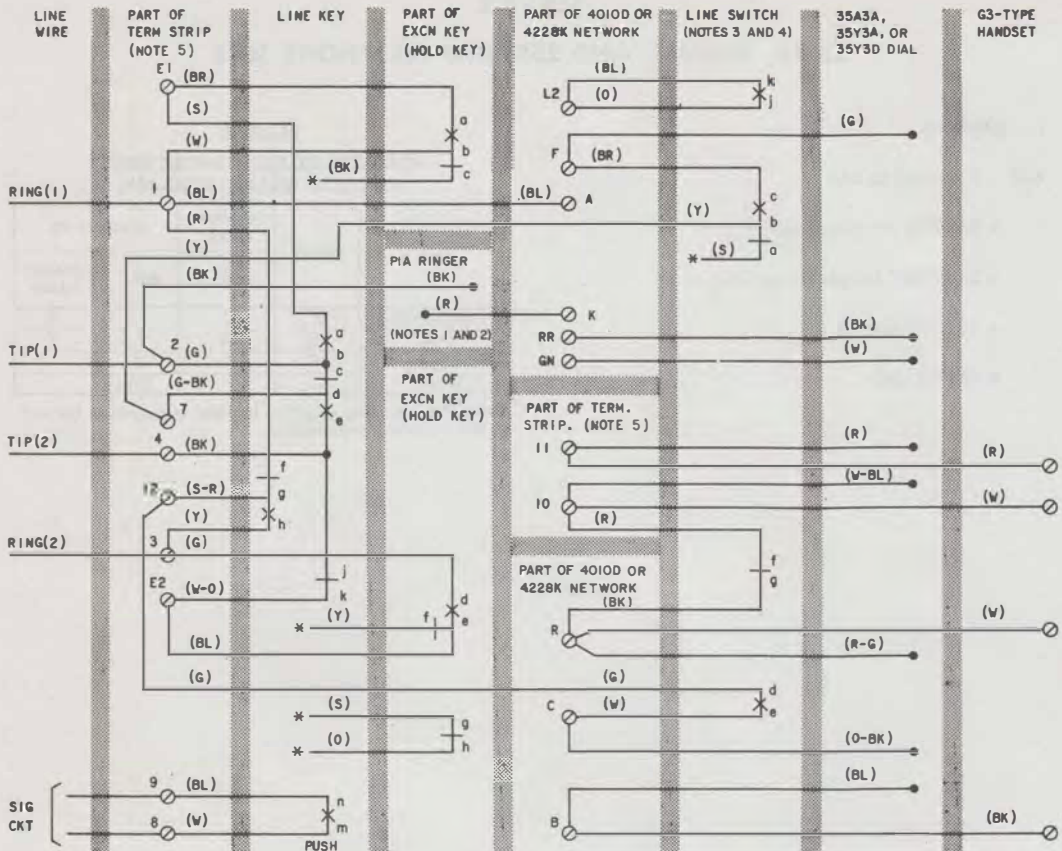 LINE WIRE
PART OF TERM STRIP (NOTE 5)
LINE KEY
PART OF EXCN KEY (HOLD KEY)
PART OF 4010D OR 4228K NETWORK
LINE SWITCH (NOTES 3 AND 4)
35A3A, 35Y3A, OR 35Y3D DIAL
G3-TYPE HANDSET
E1 (BR)
(S)
(W)
(BK) *
a
b
c
RING(1)
(BL)
(R)
(Y)
(BK)
(BL) A
L2 (BL)
(O)
k
j
F (BR)
(G)
c
b
a
(Y)
* (S)
P1A RINGER
(BK)
(R) K
(NOTES 1 AND 2)
RR (BK)
GN (W)
TIP(1)
2 (G)
(G-BK)
7
a
b
c
d
e
PART OF EXCN KEY (HOLD KEY)
PART OF TERM. STRIP. (NOTE 5)
TIP(2)
4 (BK)
12 (S-R)
(Y)
f
g
h
11 (R) (R)
(W-BL)
10 (W)
(R)
RING(2)
3 (G)
E2 (W-O)
(BL)
(G)
j
k
* (Y)
d
e
f
PART OF 4010D OR 4228K NETWORK
(BK)
f
g
R (W)
(R-G)
(G)
C (W)
d
e
(O-BK)
* (S)
* (O)
g
h
SIG CKT
9 (BL)
8 (W)
n
m
PUSH
(BL)
B (BK)